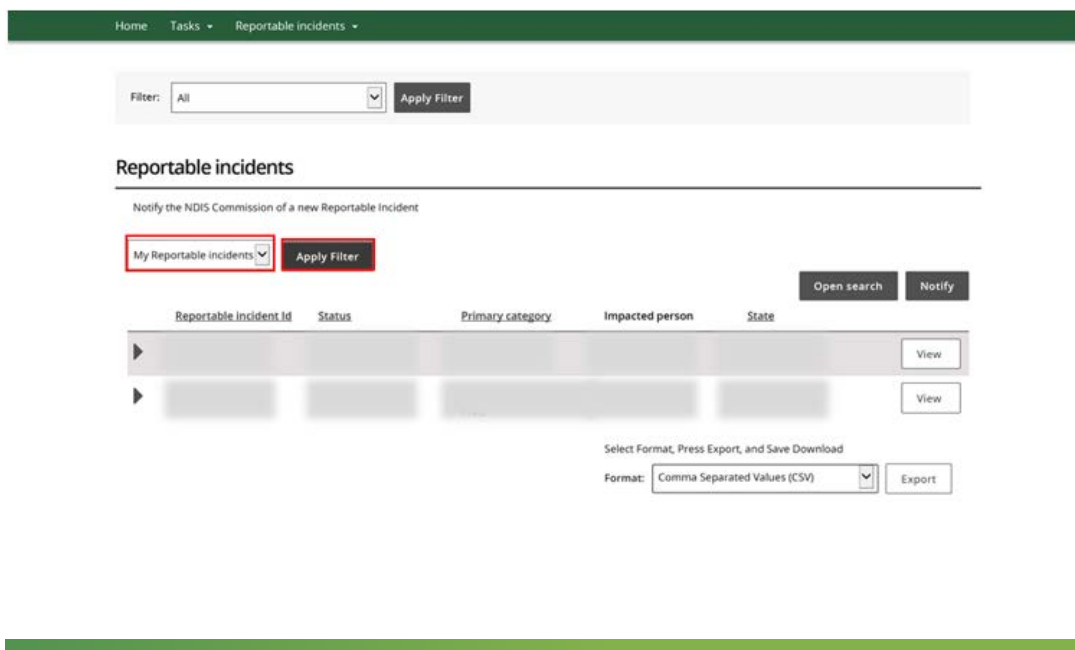 Home Tasks Reportable incidents
Filter: All Apply Filter
Reportable incidents
Notify the NDIS Commission of a new Reportable Incident
My Reportable incidents Apply Filter
Open search Notify
Reportable incident Id Status Primary category Impacted person State
View
View
Select Format, Press Export, and Save Download
Format: Comma Separated Values (CSV) Export